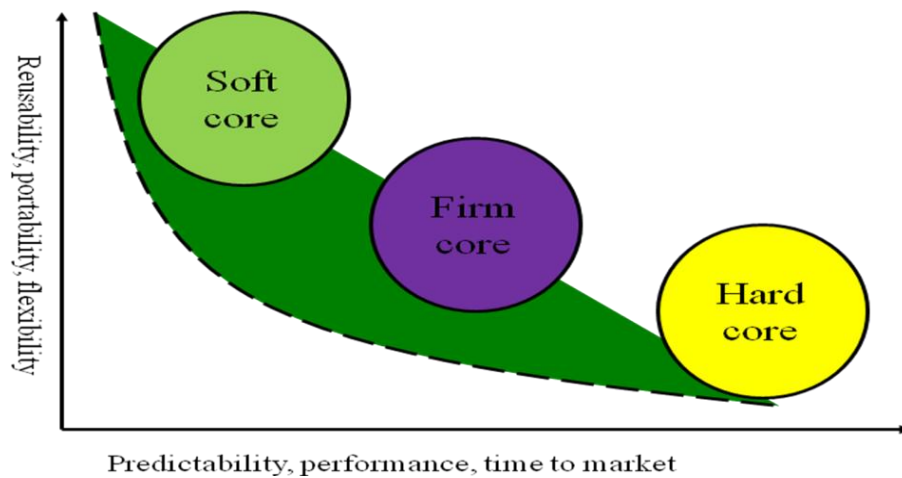 Reusability, portability, flexibility
Soft
core
Firm
core
Hard
core
Predictability, performance, time to market